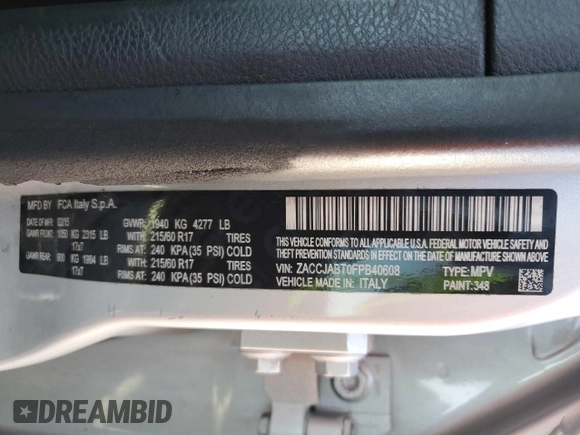 MFD BY FCA Italy S.p.A.
02/15 GVWR: 1940 KG 4277 LB
GAWR FRONT: 1050 KG 2315 LB WITH: 215/60 R17 TIRES
17x7 RIMS AT: 240 KPA(35 PSI) COLD
GAWR REAR: 900 KG 1984 LB WITH: 215/60 R17 TIRES
17x7 RIMS AT: 240 KPA(35 PSI) COLD
THIS VEHICLE CONFORMS TO ALL APPLICABLE U.S.A. FEDERAL MOTOR VEHICLE
SAFETY, BUMPER, AND THEFT PREVENTION STANDARDS IN EFFECT ON THE DATE OF MANUFACTURE SHOWN ABOVE.
VIN: ZACCJABT0FPB40608 TYPE: MPV
VEHICLE MADE IN: ITALY PAINT: 348
DREAMBID